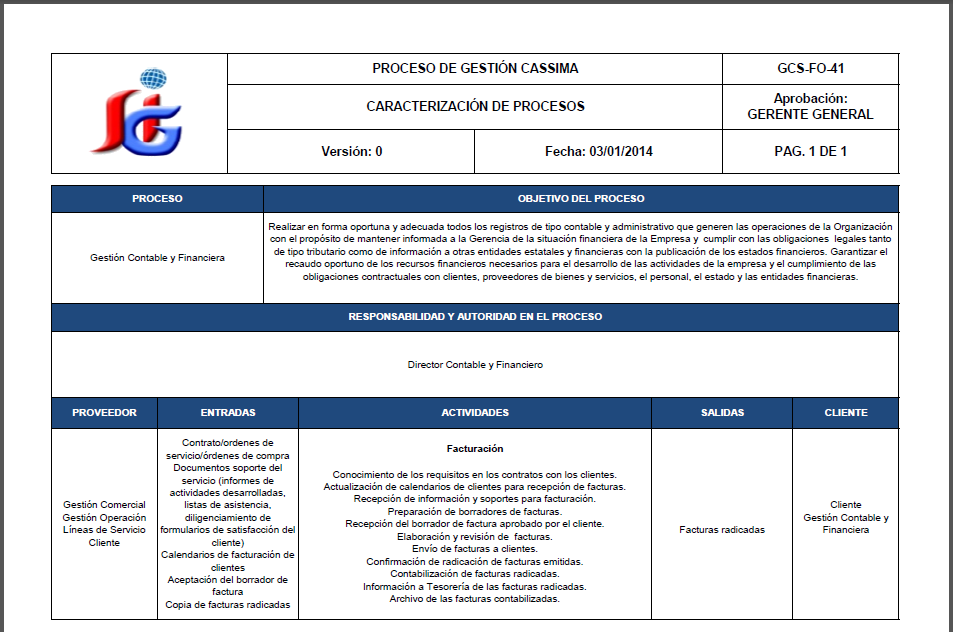 PROCESO DE GESTIÓN CASSIMA
GCS-FO-41
CARACTERIZACIÓN DE PROCESOS
Aprobación:
GERENTE GENERAL
Versión: 0
Fecha: 03/01/2014
PAG. 1 DE 1
PROCESO
OBJETIVO DEL PROCESO
Gestión Contable y Financiera
Realizar en forma oportuna y adecuada todos los registros de tipo contable y administrativo que generen las operaciones de la Organización
con el propósito de mantener informada a la Gerencia de la situación financiera de la Empresa y cumplir con las obligaciones legales tanto
de tipo tributario como de información a otras entidades estatales y financieras con la publicación de los estados financieros. Garantizar el
recaudo oportuno de los recursos financieros necesarios para el desarrollo de las actividades de la empresa y el cumplimiento de las
obligaciones contractuales con clientes, proveedores de bienes y servicios, el personal, el estado y las entidades financieras.
RESPONSABILIDAD Y AUTORIDAD EN EL PROCESO
Director Contable y Financiero
PROVEEDOR
ENTRADAS
ACTIVIDADES
SALIDAS
CLIENTE
Gestión Comercial
Gestión Operación
Líneas de Servicio
Cliente
Contrato/ordenes de
servicio/órdenes de compra
Documentos soporte del
servicio (informes de
actividades desarrolladas,
listas de asistencia,
diligenciamiento de
formularios de satisfacción del
cliente)
Calendarios de facturación de
clientes
Aceptación del borrador de
factura
Copia de facturas radicadas
Facturación
Conocimiento de los requisitos en los contratos con los clientes.
Actualización de calendarios de clientes para recepción de facturas.
Recepción de información y soportes para facturación.
Preparación de borradores de facturas.
Recepción del borrador de factura aprobado por el cliente.
Elaboración y revisión de facturas.
Envío de facturas a clientes.
Confirmación de radicación de facturas emitidas.
Contabilización de facturas radicadas.
Información a Tesorería de las facturas radicadas.
Archivo de las facturas contabilizadas.
Facturas radicadas
Cliente
Gestión Contable y
Financiera